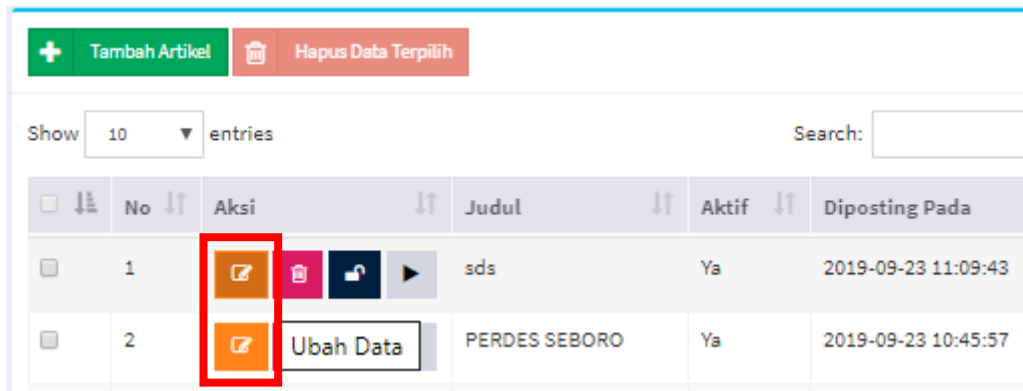 Tambah Artikel Hapus Data Terpilih
Show 10 entries Search:
No Aksi Judul Aktif Diposting Pada
1 sds Ya 2019-09-23 11:09:43
2 Ubah Data PERDES SEBORO Ya 2019-09-23 10:45:57